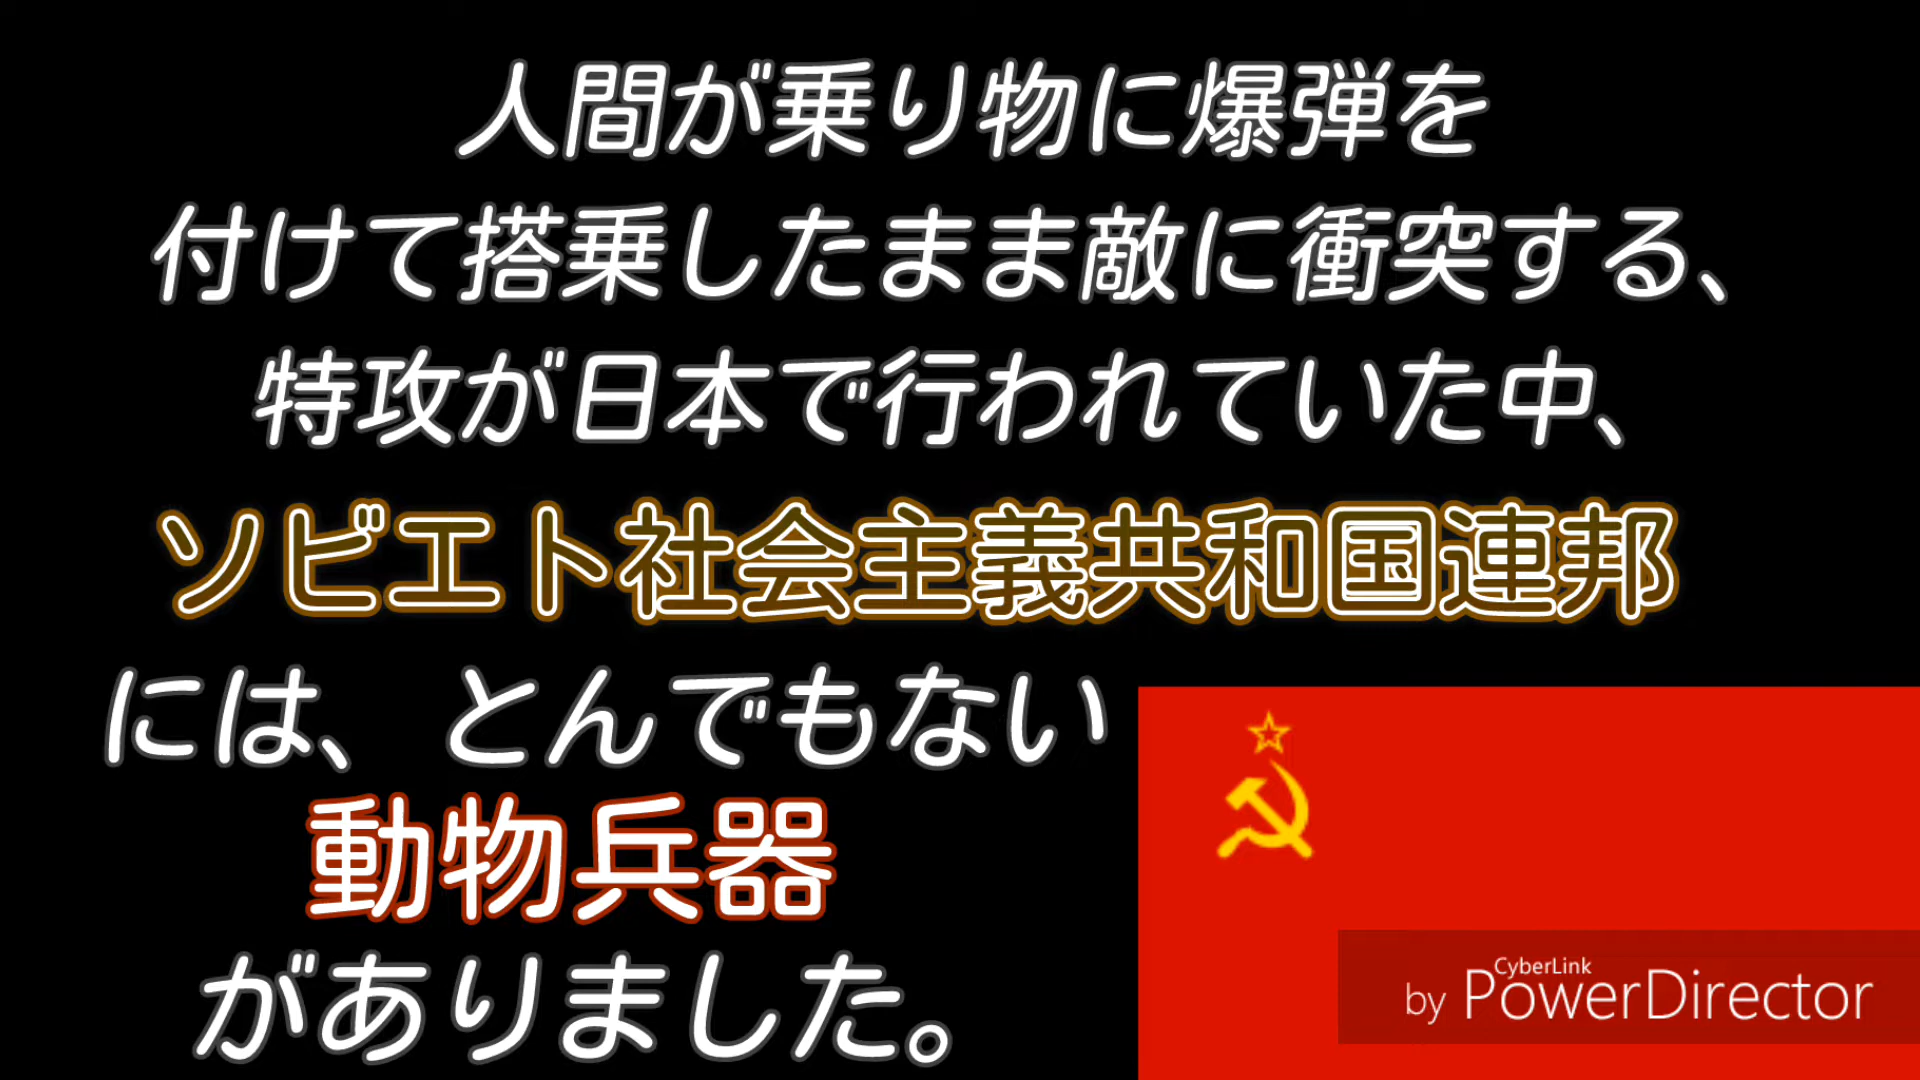 人間が乗り物に爆弾を
付けて搭乗したまま敵に衝突する、
特攻が日本で行われていた中、
ソビエト社会主義共和国連邦
には、とんでもない
動物兵器
がありました。
CyberLink
by PowerDirector